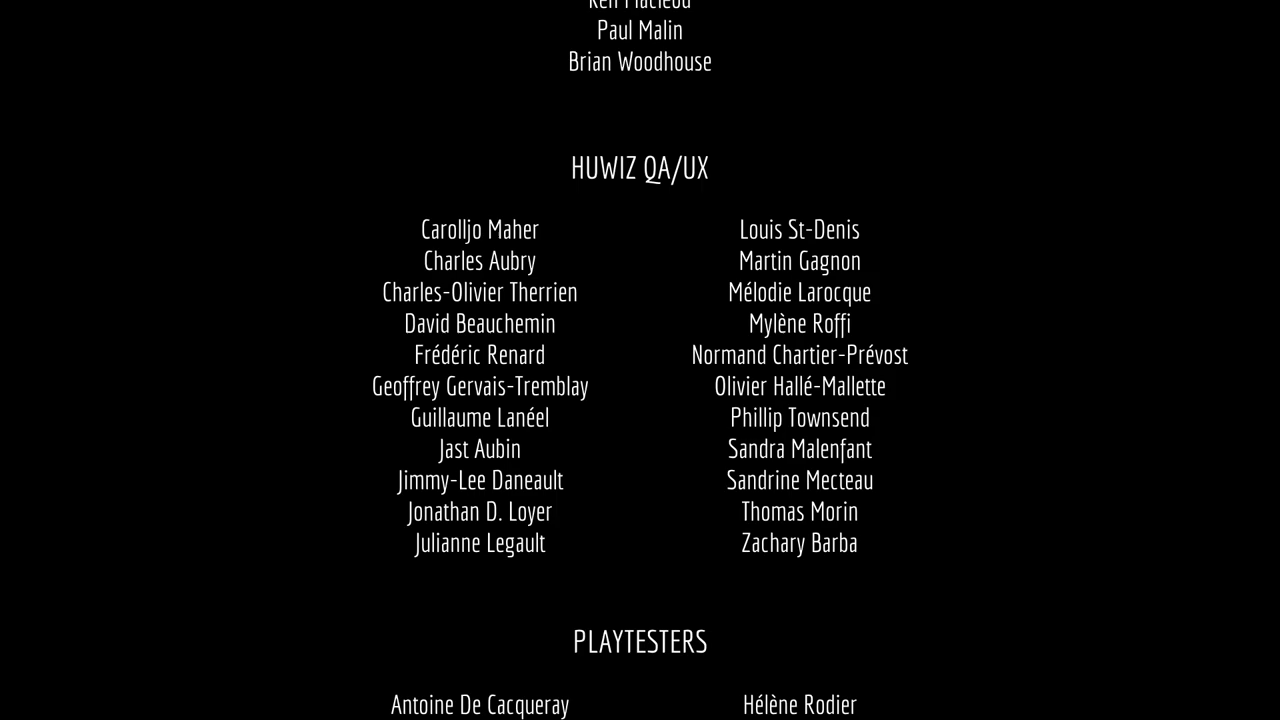 Ken Macleod
Paul Malin
Brian Woodhouse
HUWIZ QA/UX
Carolljo Maher
Charles Aubry
Charles-Olivier Therrien
David Beauchemin
Frédéric Renard
Geoffrey Gervais-Tremblay
Guillaume Lanéel
Jast Aubin
Jimmy-Lee Daneault
Jonathan D. Loyer
Julianne Legault
Louis St-Denis
Martin Gagnon
Mélodie Larocque
Mylène Roffi
Normand Chartier-Prévost
Olivier Hallé-Mallette
Phillip Townsend
Sandra Malenfant
Sandrine Mecteau
Thomas Morin
Zachary Barba
PLAYTESTERS
Antoine De Cacqueray
Hélène Rodier